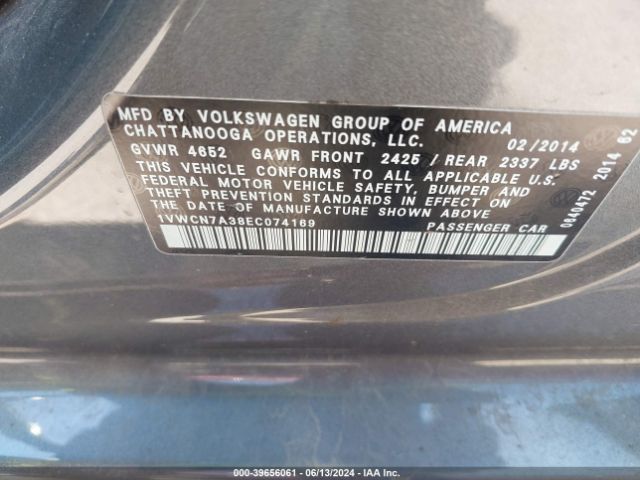 MFD BY VOLKSWAGEN GROUP OF AMERICA
CHATTANOOGA OPERATIONS, LLC. 02/2014
GVWR 4652 GAWR FRONT 2425 / REAR 2337 LBS
THIS VEHICLE CONFORMS TO ALL APPLICABLE U.S.
FEDERAL MOTOR VEHICLE SAFETY, BUMPER AND
THEFT PREVENTION STANDARDS IN EFFECT ON
THE DATE OF MANUFACTURE SHOWN ABOVE
1VWCN7A38EC074169 PASSENGER CAR
0840472 2014 62
000-39656061 | 06/13/2024 | IAA Inc.